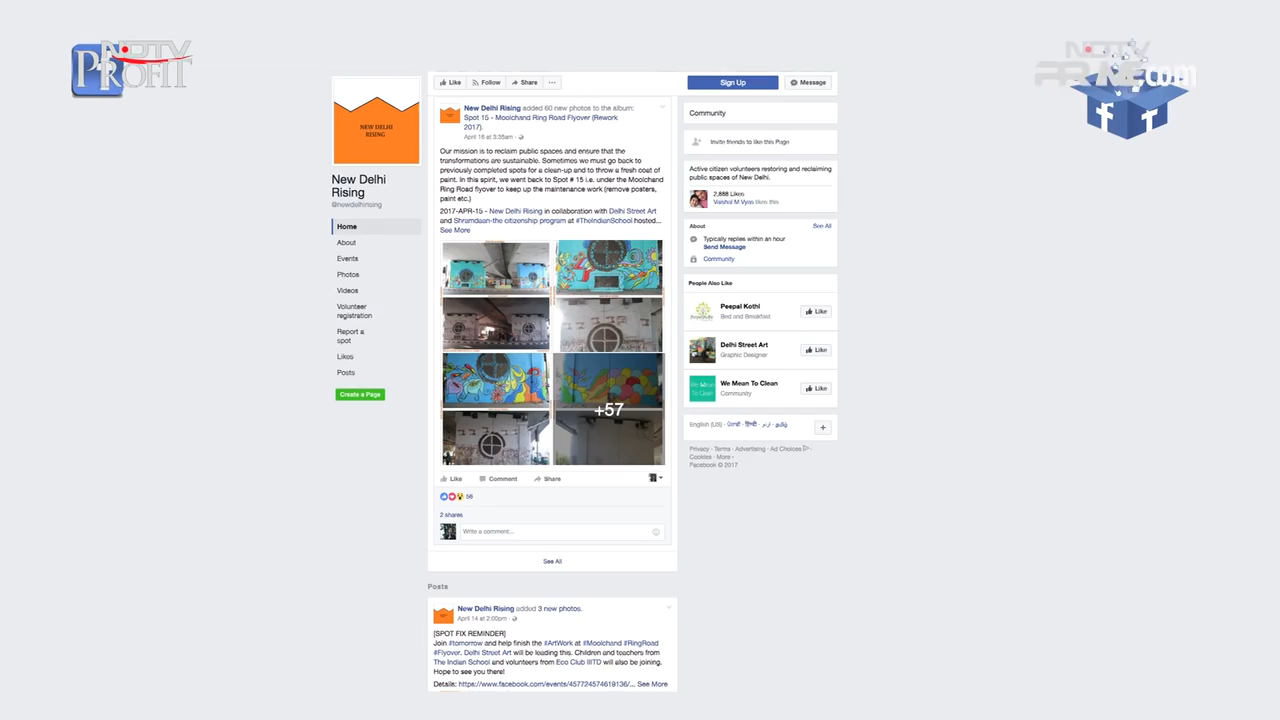 NDTV
PROFIT
NDTV
PRIME.com
f t
NEW DELHI
RISING
New Delhi
Rising
@newdelhirising
Home
About
Events
Photos
Videos
Volunteer
registration
Report a
spot
Likes
Posts
Create a Page
Like Follow Share ...
Sign Up Message
New Delhi Rising added 60 new photos to the album:
Spot 15 - Moolchand Ring Road Flyover (Rework
2017).
April 16 at 3:35am ·
Our mission is to reclaim public spaces and ensure that the
transformations are sustainable. Sometimes we must go back to
previously completed spots for a clean-up and to throw a fresh coat of
paint. In this spirit, we went back to Spot # 15 i.e. under the Moolchand
Ring Road flyover to keep up the maintenance work (remove posters,
paint etc.)
2017-APR-15 - New Delhi Rising in collaboration with Delhi Street Art
and Shramdaan-the citizenship program at #TheIndianSchool hosted...
See More
+57
Like Comment Share
56
2 shares
Write a comment...
See All
Posts
New Delhi Rising added 3 new photos.
April 14 at 2:00pm ·
[SPOT FIX REMINDER]
Join #tomorrow and help finish the #ArtWork at #Moolchand #RingRoad
#Flyover. Delhi Street Art will be leading this. Children and teachers from
The Indian School and volunteers from Eco Club IIITD will also be joining.
Hope to see you there!
Details: https://www.facebook.com/events/457724574619136/... See More
Community
Invite friends to like this Page
Active citizen volunteers restoring and reclaiming
public spaces of New Delhi.
2,888 Likes
Vaishal M Vyas likes this
About See All
Typically replies within an hour
Send Message
Community
People Also Like
Peepal Kothi
Bed and Breakfast
Like
Delhi Street Art
Graphic Designer
Like
We Mean
To Clean
We Mean To Clean
Community
Like
English (US) · ਪੰਜਾਬੀ · हिन्दी · اردو · தமிழ்
+
Privacy · Terms · Advertising · Ad Choices
Cookies · More
Facebook © 2017